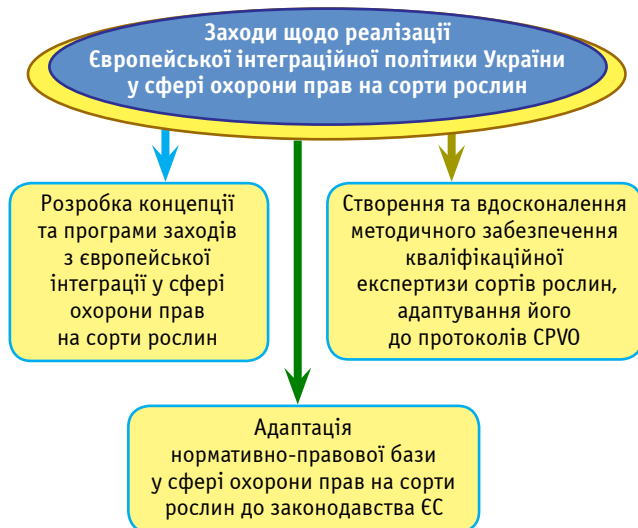 Заходи щодо реалізації
Європейської інтеграційної політики України
у сфері охорони прав на сорти рослин
Розробка концепції
та програми заходів
з європейської
інтеграції у сфері
охорони прав
на сорти рослин
Створення та вдосконалення
методичного забезпечення
кваліфікаційної
експертизи сортів рослин,
адаптування його
до протоколів CPVO
Адаптація
нормативно-правової бази
у сфері охорони прав на сорти
рослин до законодавства ЄС